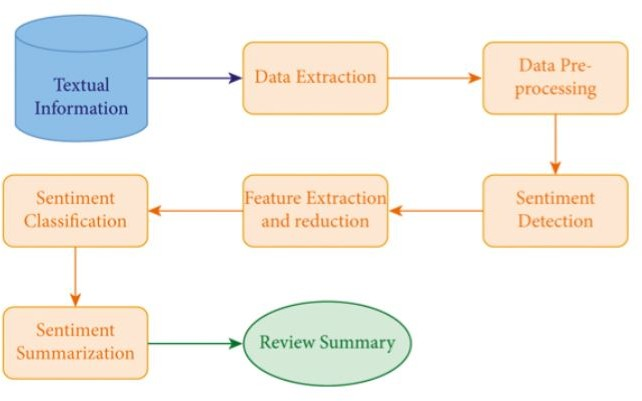 Textual
Information
Data Extraction
Data Pre-
processing
Sentiment
Classification
Feature Extraction
and reduction
Sentiment
Detection
Sentiment
Summarization
Review Summary